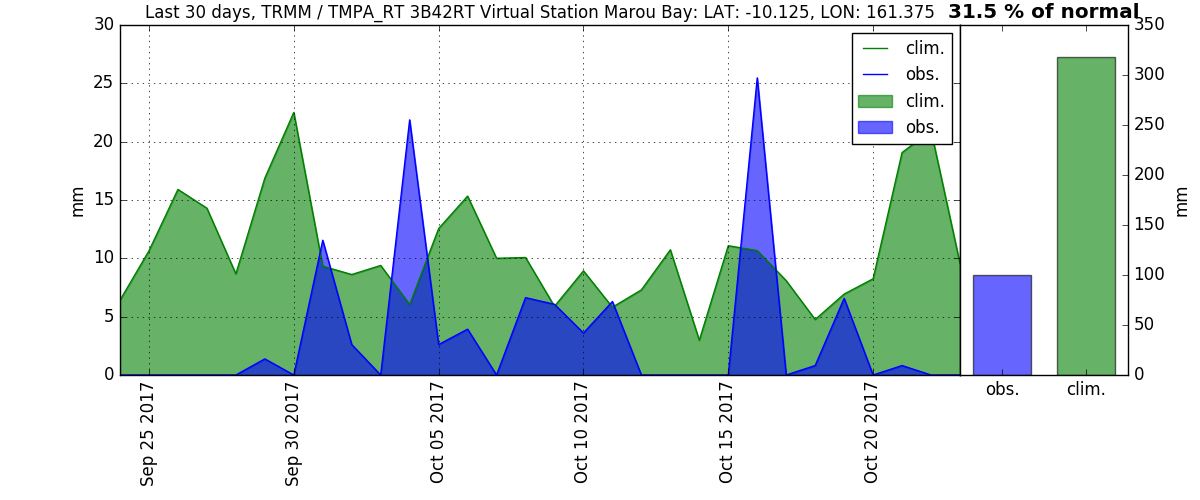 Last 30 days, TRMM / TMPA_RT 3B42RT Virtual Station Marou Bay: LAT: -10.125, LON: 161.375
31.5 % of normal
30
25
20
15
10
5
0
mm
clim.
obs.
clim.
obs.
Sep 25 2017
Sep 30 2017
Oct 05 2017
Oct 10 2017
Oct 15 2017
Oct 20 2017
350
300
250
200
150
100
50
0
mm
obs.
clim.